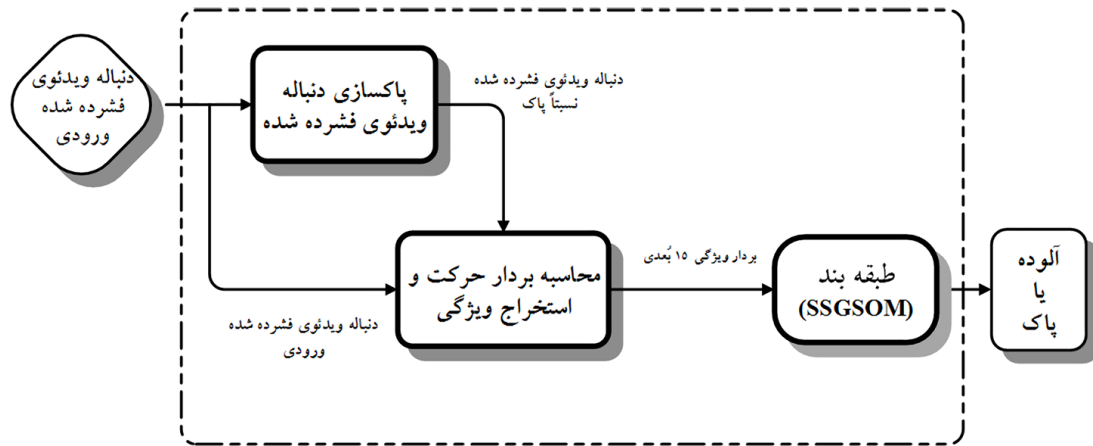 دنباله ویدئوی
فشرده شده
ورودی
پاکسازی دنباله
ویدئوی فشرده شده
دنباله ویدئوی فشرده شده
نسبتاً پاک
محاسبه بردار حرکت و
استخراج ویژگی
دنباله ویدئوی فشرده شده
ورودی
بردار ویژگی ۱۵ بُعدی
طبقه بند
(SSGSOM)
آلوده
یا
پاک